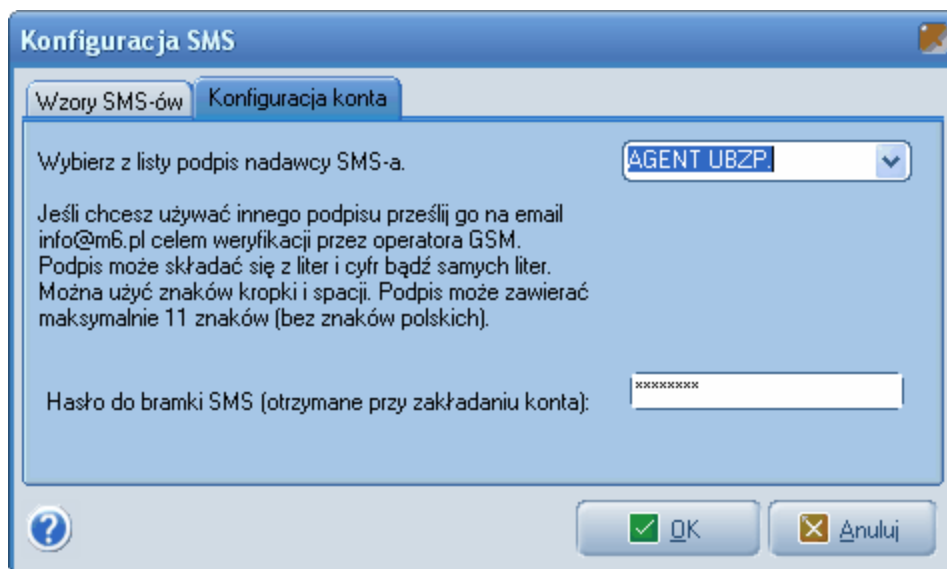 Konfiguracja SMS
Wzory SMS-ów
Konfiguracja konta
Wybierz z listy podpis nadawcy SMS-a.
AGENT UBZP.
Jeśli chcesz używać innego podpisu prześlij go na email
info@m6.pl celem weryfikacji przez operatora GSM.
Podpis może składać się z liter i cyfr bądź samych liter.
Można użyć znaków kropki i spacji. Podpis może zawierać
maksymalnie 11 znaków (bez znaków polskich).
Hasło do bramki SMS (otrzymane przy zakładaniu konta):
xxxxxxxx
?
OK
Anuluj